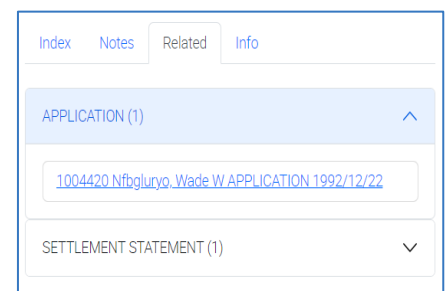 Index Notes Related Info
APPLICATION (1)
1004420 Nfbgluryo, Wade W APPLICATION 1992/12/22
SETTLEMENT STATEMENT (1)